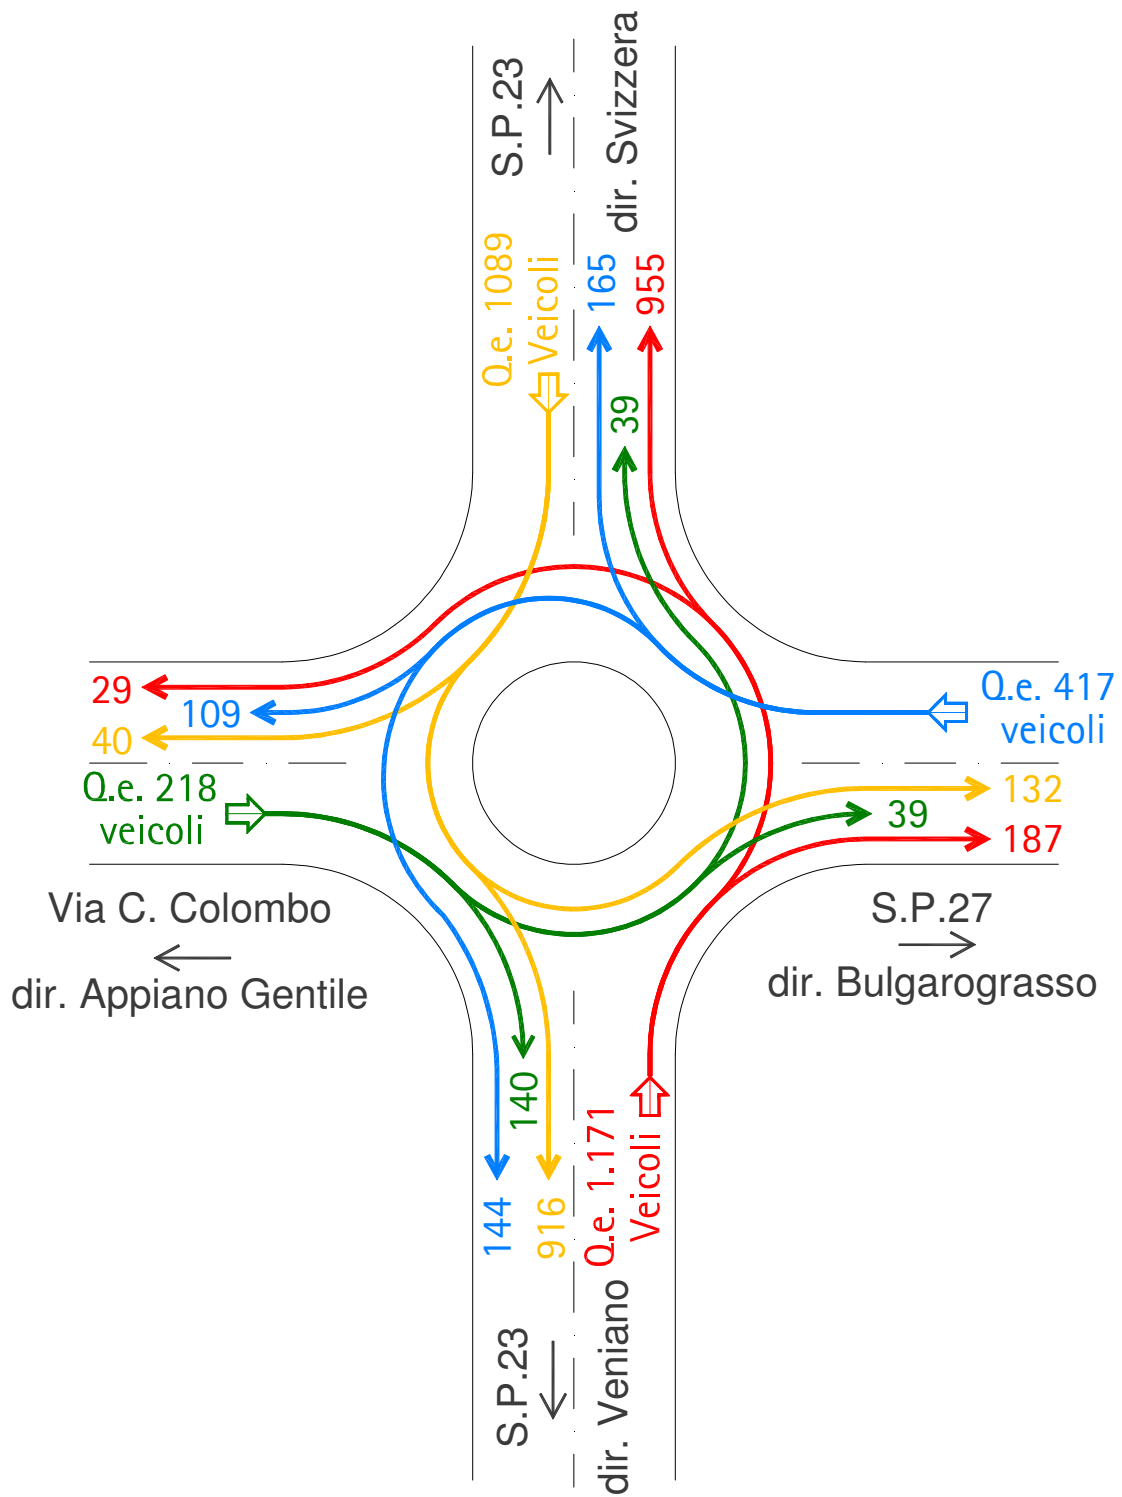 S.P.23
dir. Svizzera
Q.e. 1089
Veicoli
165
955
39
29
109
40
Q.e. 417
veicoli
Q.e. 218
veicoli
132
39
187
Via C. Colombo
dir. Appiano Gentile
S.P.27
dir. Bulgarograsso
140
144
916
Q.e. 1.171
Veicoli
S.P.23
dir. Veniano